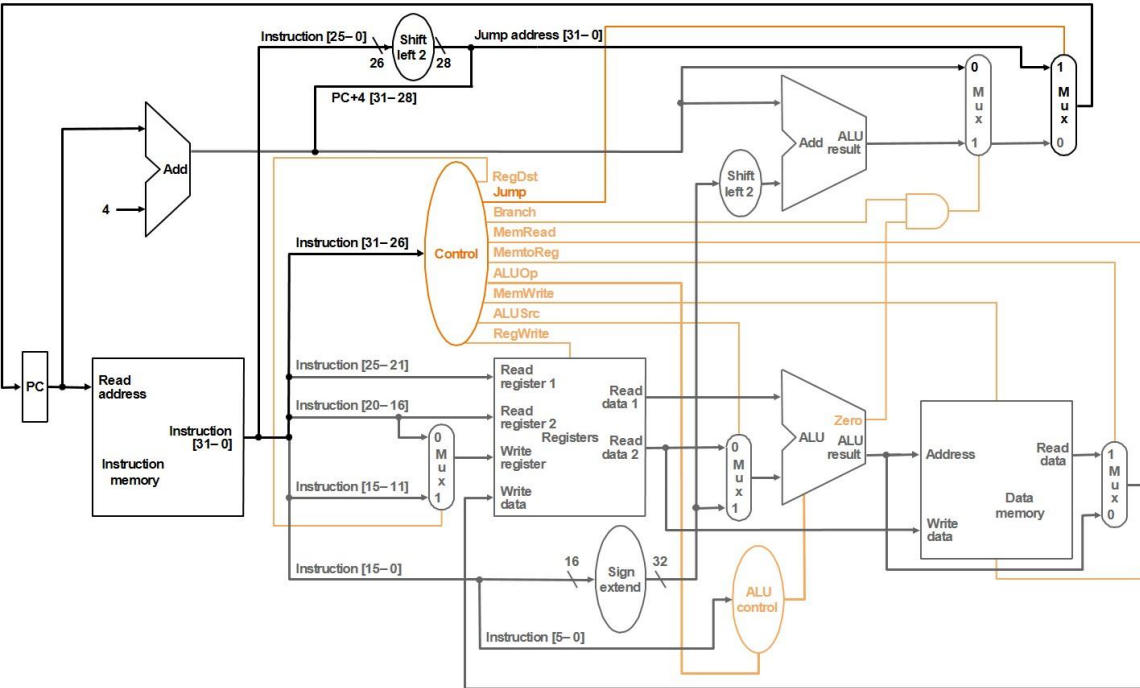 Instruction [25–0]
26
Shift
left 2
28
Jump address [31–0]
PC+4 [31–28]
Add
4
0
M
u
x
1
1
M
u
x
0
Add
ALU
result
Shift
left 2
RegDst
Jump
Branch
MemRead
MemtoReg
ALUOp
MemWrite
ALUSrc
RegWrite
Control
Instruction [31–26]
PC
Read
address
Instruction
[31–0]
Instruction
memory
Instruction [25–21]
Instruction [20–16]
Instruction [15–11]
Instruction [15–0]
Instruction [5–0]
0
M
u
x
1
Read
register 1
Read
register 2
Write
register
Write
data
Registers
Read
data 1
Read
data 2
0
M
u
x
1
Zero
ALU
ALU
result
Address
Write
data
Read
data
Data
memory
1
M
u
x
0
16
Sign
extend
32
ALU
control